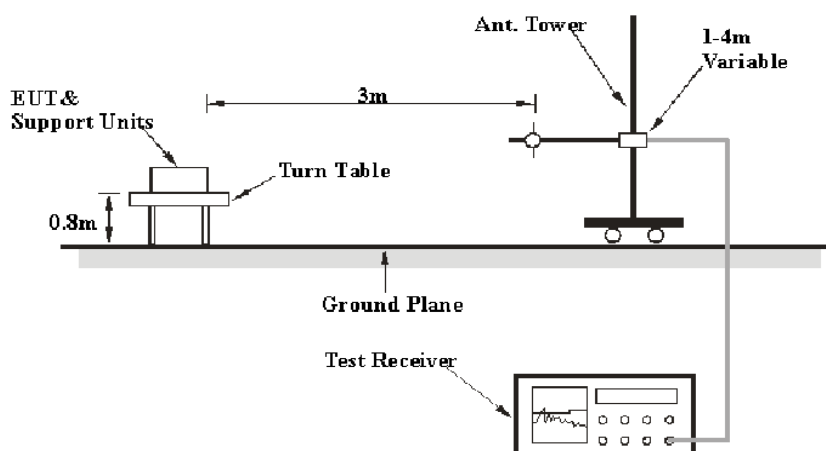 Ant. Tower
1-4m
Variable
3m
EUT&
Support Units
Turn Table
0.8m
Ground Plane
Test Receiver